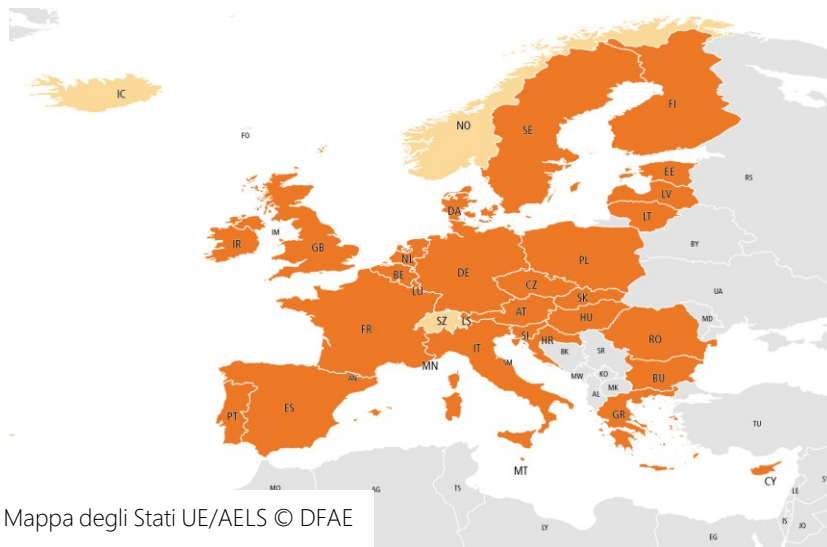 IC
FO
NO
SE
FI
RS
EE
LV
LT
DA
IR
IM
GB
BY
NL
BE
LU
DE
PL
UA
CZ
SK
MD
FR
SZ
LS
AT
HU
RO
SI
HR
IT
SM
BK
SR
MN
MW
KO
BU
AN
AL
MK
PT
ES
GR
TU
MT
CY
LE
IS
JO
AG
TS
LY
EG
Mappa degli Stati UE/AELS © DFAE